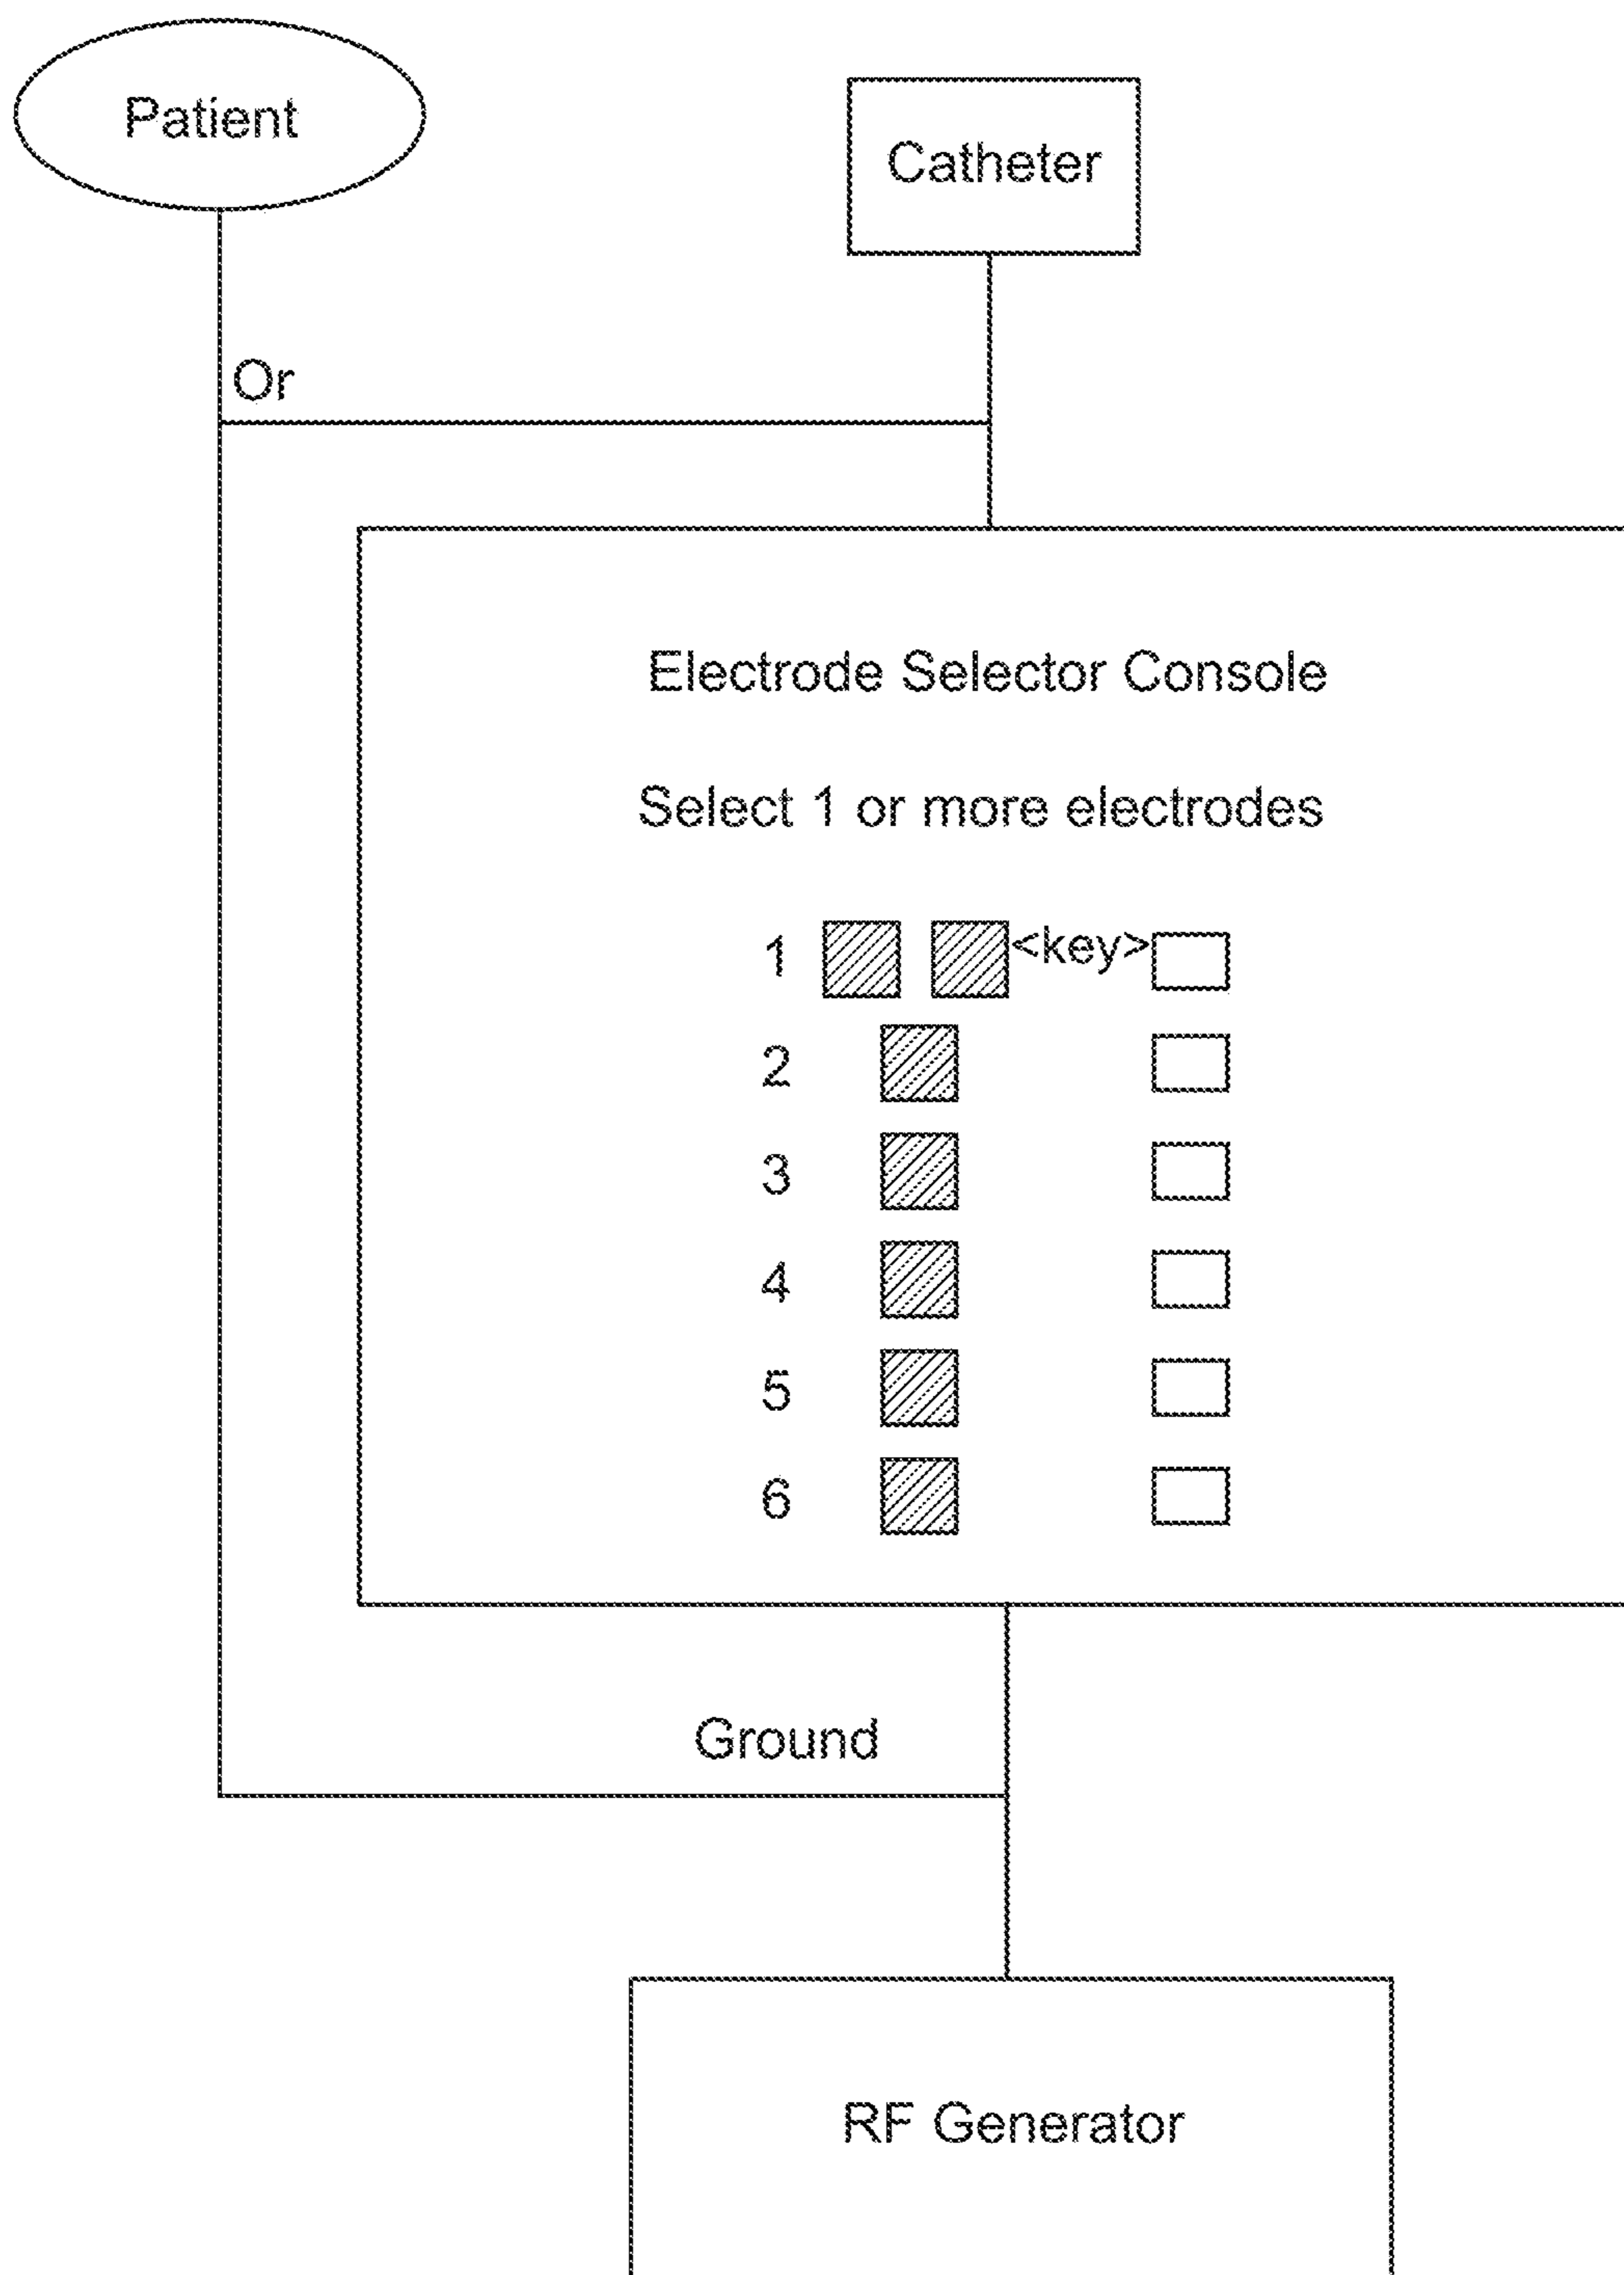 Patient
Catheter
Or
Electrode Selector Console
Select 1 or more electrodes
1 <key>
2
3
4
5
6
Ground
RF Generator